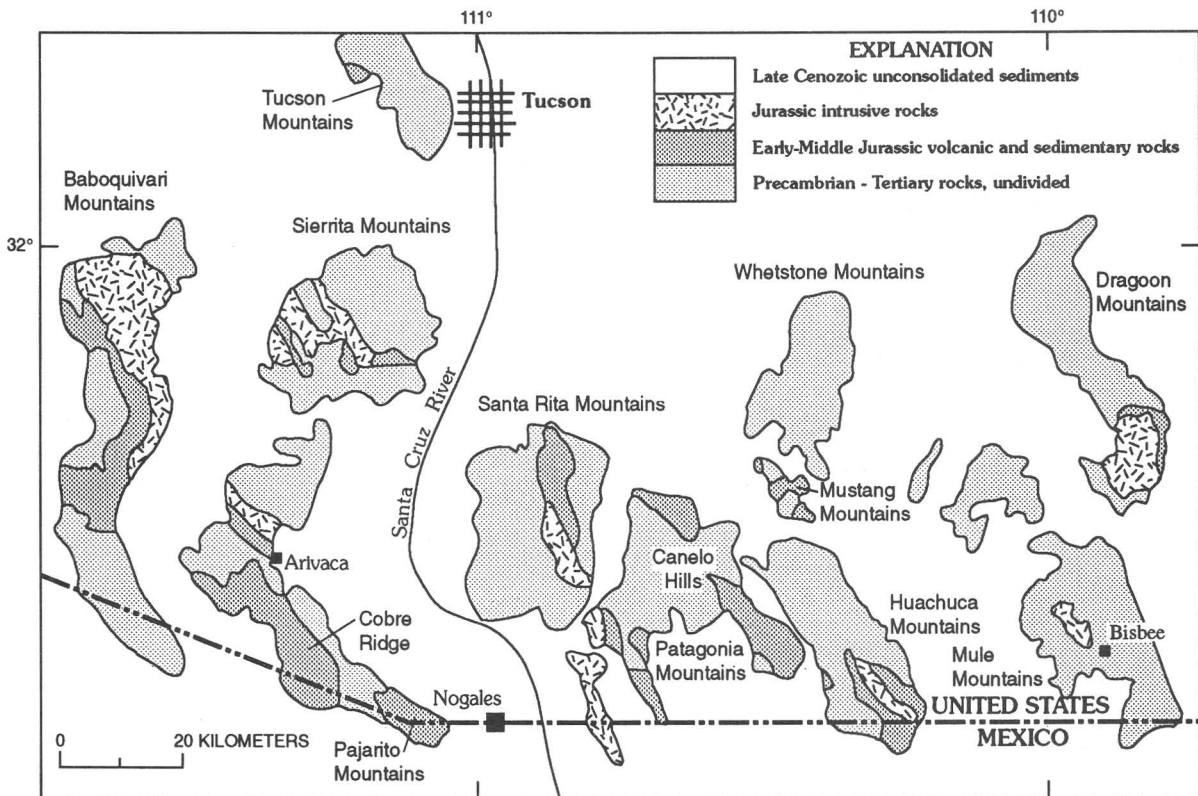 111°
110°
EXPLANATION
Late Cenozoic unconsolidated sediments
Jurassic intrusive rocks
Early-Middle Jurassic volcanic and sedimentary rocks
Precambrian - Tertiary rocks, undivided
Tucson
Mountains
Tucson
Baboquivari
Mountains
Sierrita Mountains
32°
Whetstone Mountains
Dragoon
Mountains
Santa Cruz River
Santa Rita Mountains
Mustang
Mountains
Arivaca
Canelo
Hills
Cobre
Ridge
Huachuca
Mountains
Bisbee
Patagonia
Mountains
Mule
Mountains
Nogales
UNITED STATES
MEXICO
0 20 KILOMETERS
Pajarito
Mountains